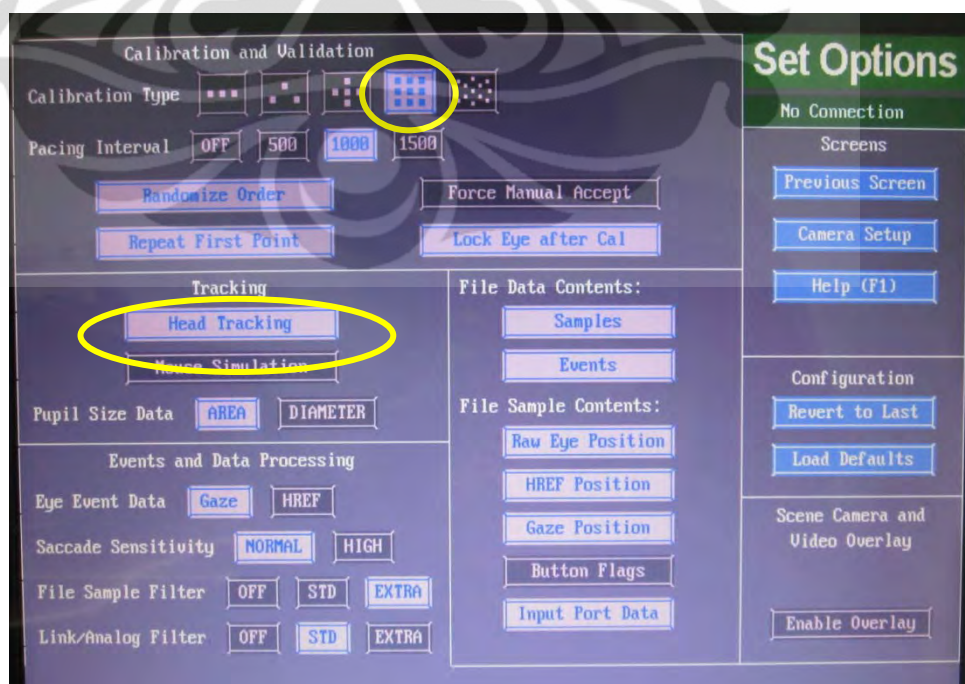 Calibration and Validation
Calibration Type
Pacing Interval OFF 500 1000 1500
Randomize Order Force Manual Accept
Repeat First Point Lock Eye after Cal
Tracking
Head Tracking
Mouse Simulation
Pupil Size Data AREA DIAMETER
Events and Data Processing
Eye Event Data Gaze HREF
Saccade Sensitivity NORMAL HIGH
File Sample Filter OFF STD EXTRA
Link/Analog Filter OFF STD EXTRA
File Data Contents:
Samples
Events
File Sample Contents:
Raw Eye Position
HREF Position
Gaze Position
Button Flags
Input Port Data
Set Options
No Connection
Screens
Previous Screen
Camera Setup
Help (F1)
Configuration
Revert to Last
Load Defaults
Scene Camera and
Video Overlay
Enable Overlay